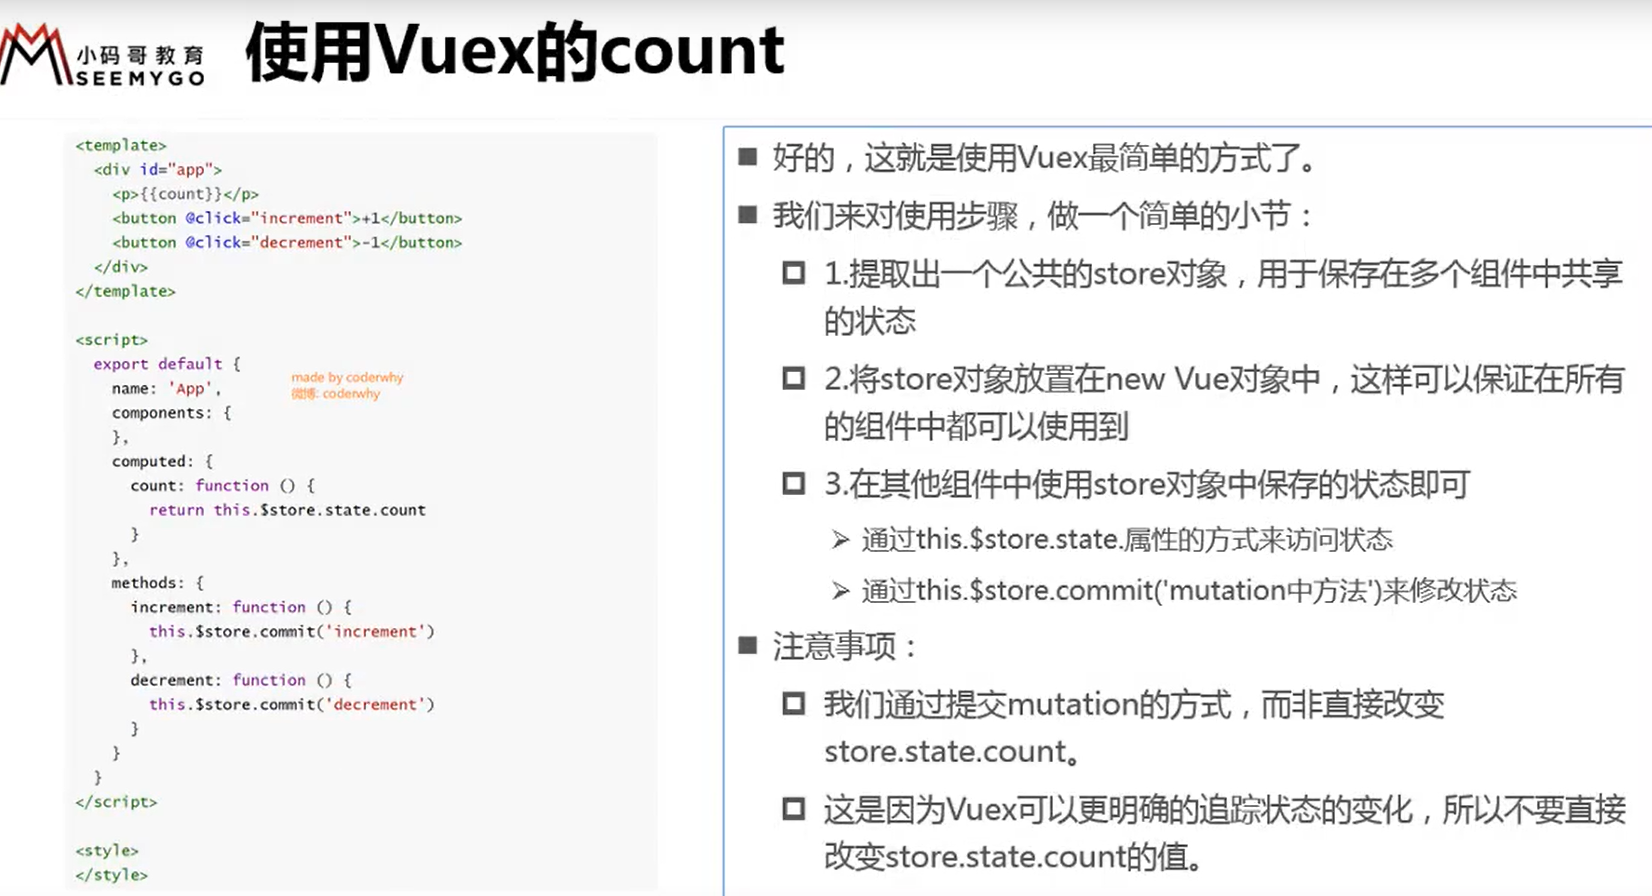 小码哥教育
SEEMYGO
使用Vuex的count
<template>
<div id="app">
<p>{{count}}</p>
<button @click="increment">+1</button>
<button @click="decrement">-1</button>
</div>
</template>
<script>
export default {
name: 'App',
components: {
},
computed: {
count: function () {
return this.$store.state.count
}
},
methods: {
increment: function () {
this.$store.commit('increment')
},
decrement: function () {
this.$store.commit('decrement')
}
}
}
</script>
<style>
</style>
made by coderwhy
微博: coderwhy
好的，这就是使用Vuex最简单的方式了。
我们来对使用步骤，做一个简单的小节：
1.提取出一个公共的store对象，用于保存在多个组件中共享
的状态
2.将store对象放置在new Vue对象中，这样可以保证在所有
的组件中都可以使用到
3.在其他组件中使用store对象中保存的状态即可
通过this.$store.state.属性的方式来访问状态
通过this.$store.commit('mutation中方法')来修改状态
注意事项：
我们通过提交mutation的方式，而非直接改变
store.state.count。
这是因为Vuex可以更明确的追踪状态的变化，所以不要直接
改变store.state.count的值。